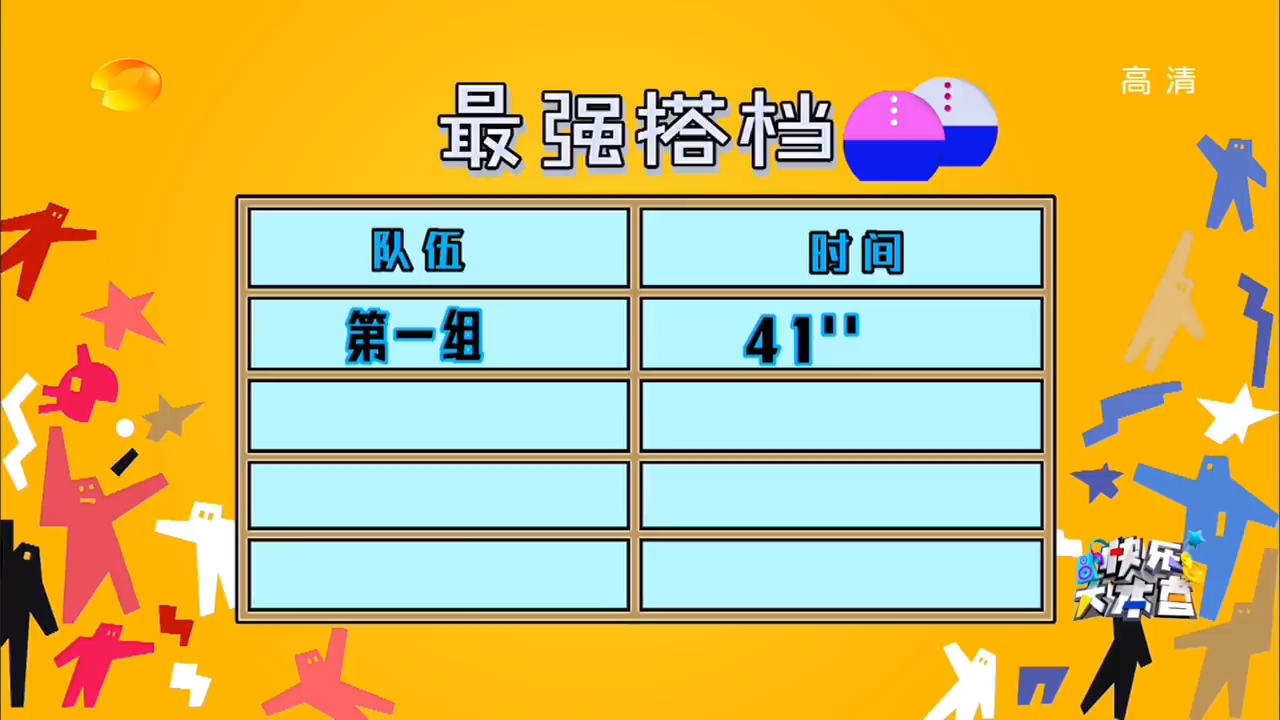 高清
最强搭档
队伍 时间
第一组 41''
快乐
大本营